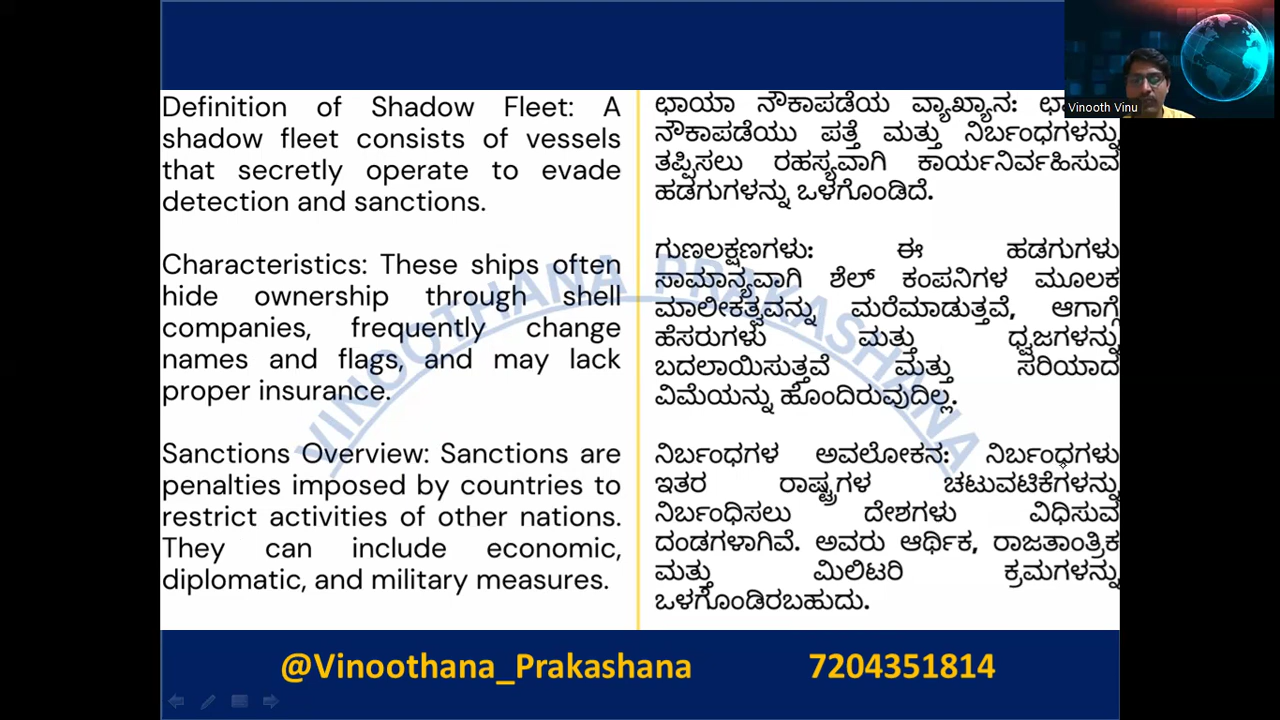 Definition of Shadow Fleet: A
shadow fleet consists of vessels
that secretly operate to evade
detection and sanctions.
Characteristics: These ships often
hide ownership through shell
companies, frequently change
names and flags, and may lack
proper insurance.
Sanctions Overview: Sanctions are
penalties imposed by countries to
restrict activities of other nations.
They can include economic,
diplomatic, and military measures.
ಛಾಯಾ ನೌಕಾಪಡೆಯ ವ್ಯಾಖ್ಯಾನ:
ನೌಕಾಪಡೆಯು ಪತ್ತೆ ಮತ್ತು ನಿರ್ಬಂಧಗಳನ್ನು
ತಪ್ಪಿಸಲು ರಹಸ್ಯವಾಗಿ ಕಾರ್ಯನಿರ್ವಹಿಸುವ
ಹಡಗುಗಳನ್ನು ಒಳಗೊಂಡಿದೆ.
ಗುಣಲಕ್ಷಣಗಳು: ಈ ಹಡಗುಗಳು
ಸಾಮಾನ್ಯವಾಗಿ ಶೆಲ್ ಕಂಪನಿಗಳ ಮೂಲಕ
ಮಾಲೀಕತ್ವವನ್ನು ಮರೆಮಾಡುತ್ತವೆ, ಆಗಾಗ್ಗೆ
ಹೆಸರುಗಳು ಮತ್ತು ಧ್ವಜಗಳನ್ನು
ಬದಲಾಯಿಸುತ್ತವೆ ಮತ್ತು ಸರಿಯಾದ
ವಿಮೆಯನ್ನು ಹೊಂದಿರುವುದಿಲ್ಲ.
ನಿರ್ಬಂಧಗಳ ಅವಲೋಕನ: ನಿರ್ಬಂಧಗಳು
ಇತರ ರಾಷ್ಟ್ರಗಳ ಚಟುವಟಿಕೆಗಳನ್ನು
ನಿರ್ಬಂಧಿಸಲು ದೇಶಗಳು ವಿಧಿಸುವ
ದಂಡಗಳಾಗಿವೆ. ಅವರು ಆರ್ಥಿಕ, ರಾಜತಾಂತ್ರಿಕ
ಮತ್ತು ಮಿಲಿಟರಿ ಕ್ರಮಗಳನ್ನು
ಒಳಗೊಂಡಿರಬಹುದು.
VINOOTHANA PRAKASHANA
Vinooth Vinu
@Vinoothana_Prakashana 7204351814